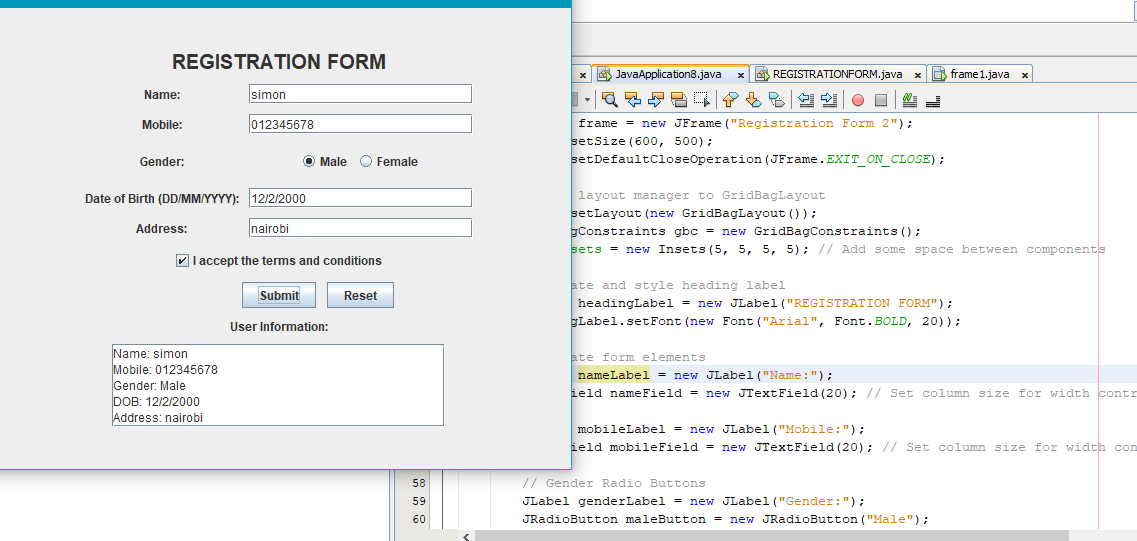 REGISTRATION FORM
Name:
simon
Mobile:
012345678
Gender:
Male
Female
Date of Birth (DD/MM/YYYY):
12/2/2000
Address:
nairobi
I accept the terms and conditions
Submit
Reset
User Information:
Name: simon
Mobile: 012345678
Gender: Male
DOB: 12/2/2000
Address: nairobi
JavaApplication8.java
REGISTRATIONFORM.java
frame1.java
frame = new JFrame("Registration Form 2");
setSize(600, 500);
setDefaultCloseOperation(JFrame.EXIT_ON_CLOSE);
layout manager to GridBagLayout
setLayout(new GridBagLayout());
gConstraints gbc = new GridBagConstraints();
sets = new Insets(5, 5, 5, 5); // Add some space between components
ate and style heading label
headingLabel = new JLabel("REGISTRATION FORM");
gLabel.setFont(new Font("Arial", Font.BOLD, 20));
ate form elements
nameLabel = new JLabel("Name:");
ield nameField = new JTextField(20); // Set column size for width contr
mobileLabel = new JLabel("Mobile:");
ield mobileField = new JTextField(20); // Set column size for width con
58 // Gender Radio Buttons
59 JLabel genderLabel = new JLabel("Gender:");
60 JRadioButton maleButton = new JRadioButton("Male");